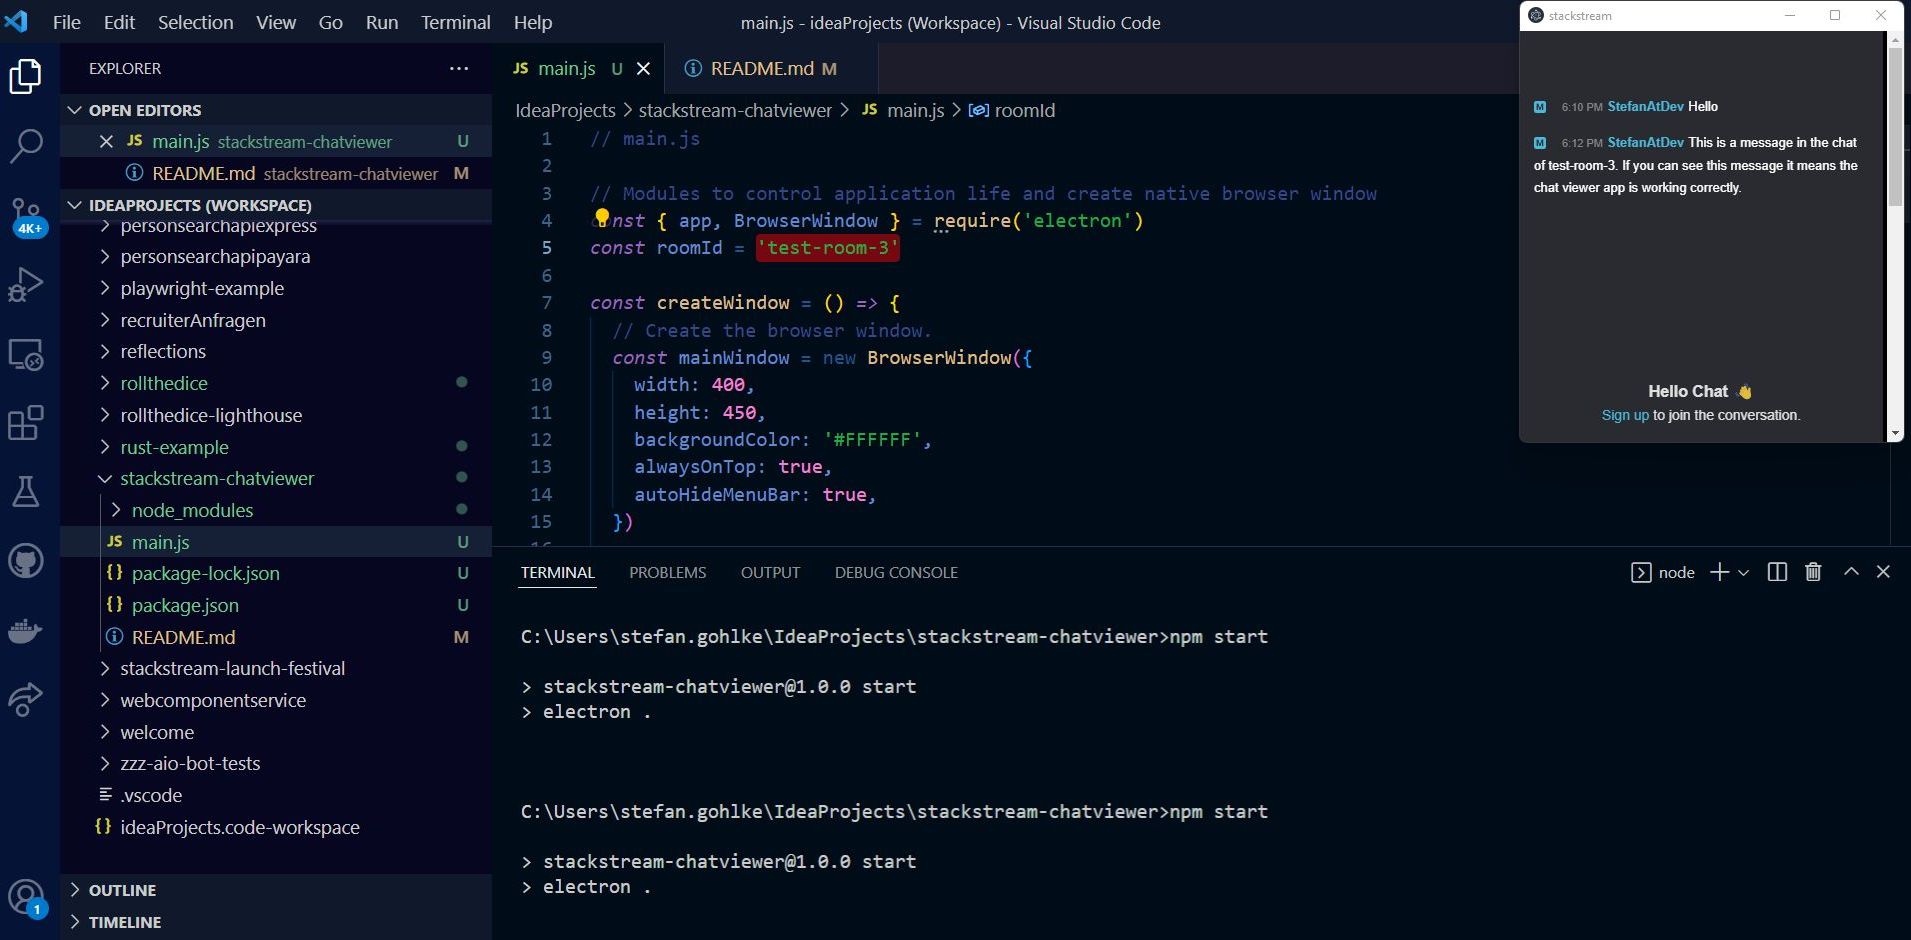 File Edit Selection View Go Run Terminal Help
main.js - ideaProjects (Workspace) - Visual Studio Code
EXPLORER
OPEN EDITORS
main.js stackstream-chatviewer U
README.md stackstream-chatviewer M
IDEAPROJECTS (WORKSPACE)
4K+
personsearchapiexpress
personsearchapipayara
playwright-example
recruiterAnfragen
reflections
rollthedice
rollthedice-lighthouse
rust-example
stackstream-chatviewer
node_modules
JS main.js U
{} package-lock.json U
{} package.json U
README.md M
stackstream-launch-festival
webcomponentservice
welcome
zzz-aio-bot-tests
.vscode
{} ideaProjects.code-workspace
OUTLINE
TIMELINE
1
JS main.js U
README.md M
IdeaProjects > stackstream-chatviewer > JS main.js > roomId
1 // main.js
2
3 // Modules to control application life and create native browser window
4 const { app, BrowserWindow } = require('electron')
5 const roomId = 'test-room-3'
6
7 const createWindow = () => {
8 // Create the browser window.
9 const mainWindow = new BrowserWindow({
10 width: 400,
11 height: 450,
12 backgroundColor: '#FFFFFF',
13 alwaysOnTop: true,
14 autoHideMenuBar: true,
15 })
TERMINAL PROBLEMS OUTPUT DEBUG CONSOLE
node
C:\Users\stefan.gohlke\IdeaProjects\stackstream-chatviewer>npm start
> stackstream-chatviewer@1.0.0 start
> electron .
C:\Users\stefan.gohlke\IdeaProjects\stackstream-chatviewer>npm start
> stackstream-chatviewer@1.0.0 start
> electron .
stackstream
M 6:10 PM StefanAtDev Hello
M 6:12 PM StefanAtDev This is a message in the chat
of test-room-3. If you can see this message it means the
chat viewer app is working correctly.
Hello Chat 👋
Sign up to join the conversation.